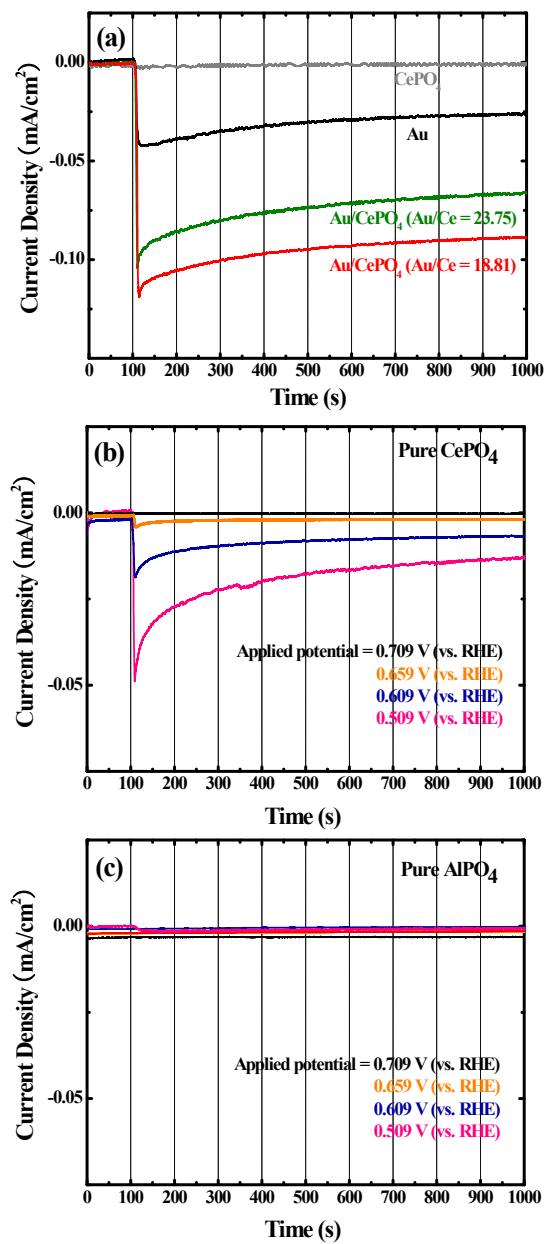 (a)
0.00
-0.05
-0.10
Current Density (mA/cm²)
CePO₄
Au
Au/CePO₄ (Au/Ce = 23.75)
Au/CePO₄ (Au/Ce = 18.81)
0 100 200 300 400 500 600 700 800 900 1000
Time (s)
(b)
Pure CePO₄
0.00
-0.05
Current Density (mA/cm²)
Applied potential = 0.709 V (vs. RHE)
0.659 V (vs. RHE)
0.609 V (vs. RHE)
0.509 V (vs. RHE)
0 100 200 300 400 500 600 700 800 900 1000
Time (s)
(c)
Pure AlPO₄
0.00
-0.05
Current Density (mA/cm²)
Applied potential = 0.709 V (vs. RHE)
0.659 V (vs. RHE)
0.609 V (vs. RHE)
0.509 V (vs. RHE)
0 100 200 300 400 500 600 700 800 900 1000
Time (s)